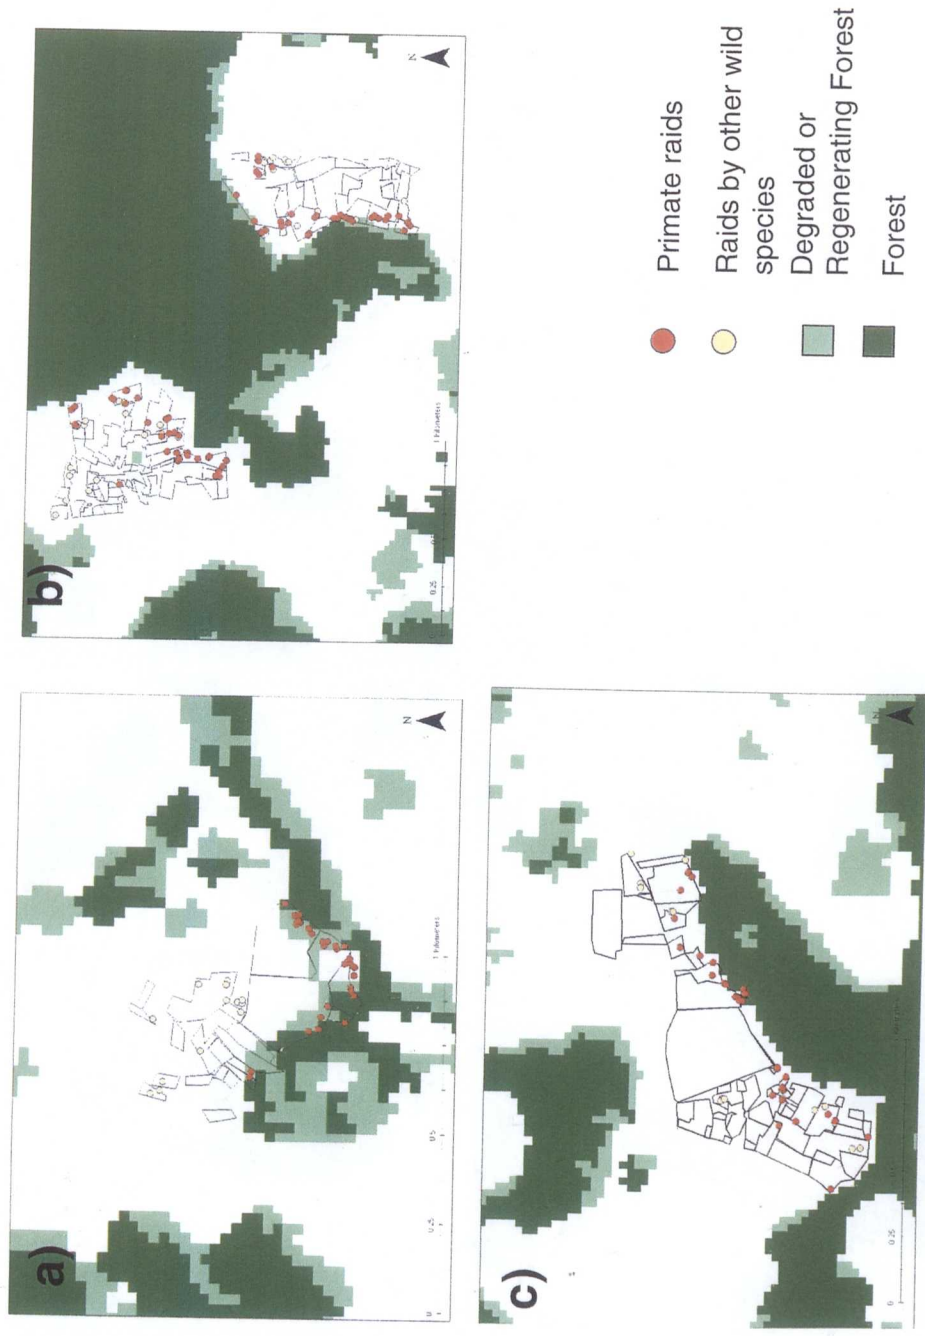 a)
N
0
0.25
0.5
1 Kilometers
b)
N
0.25
1 Kilometers
c)
N
0
0.25
Primate raids
Raids by other wild
species
Degraded or
Regenerating Forest
Forest